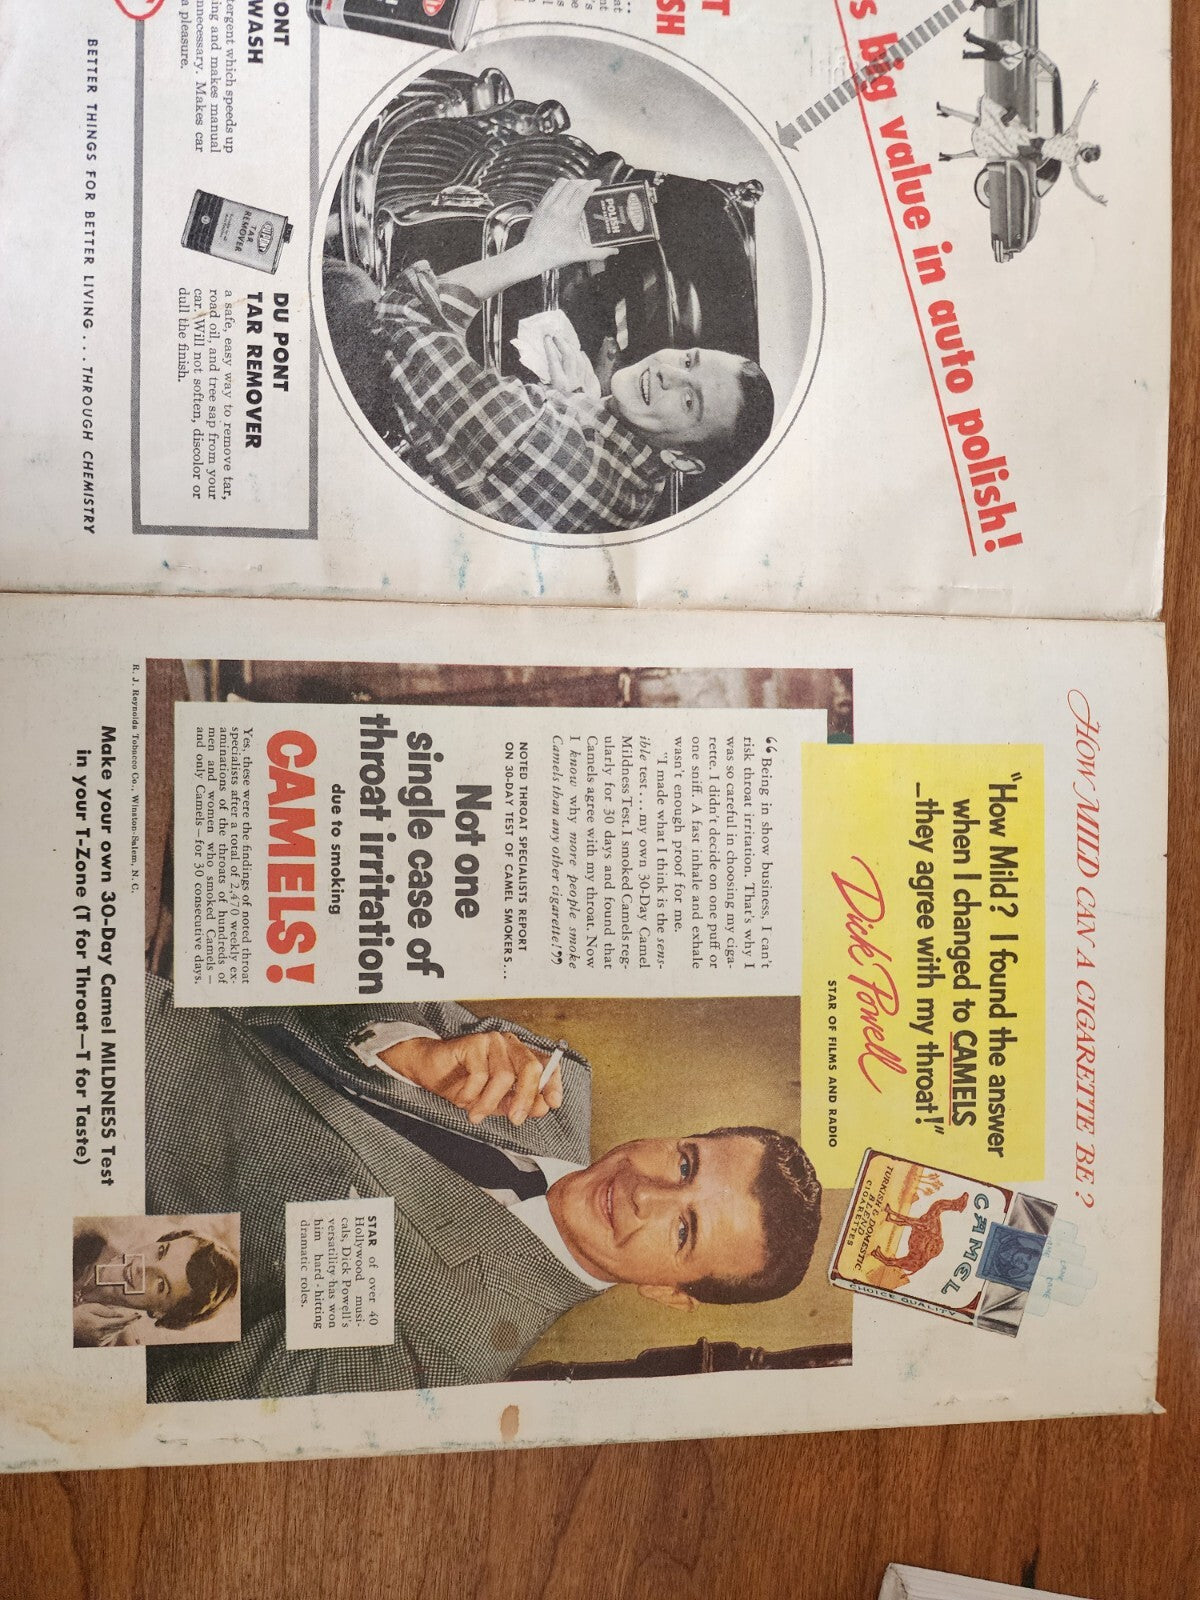 s big value in auto polish!
T
SH
ONT
WASH
tergent which speeds up
ing and makes manual
nnecessary. Makes car
a pleasure.
DU PONT
POLISH
DU PONT
TAR
REMOVER
DU PONT
TAR REMOVER
a safe, easy way to remove tar,
road oil, and tree sap from your
car. Will not soften, discolor or
dull the finish.
BETTER THINGS FOR BETTER LIVING . . . THROUGH CHEMISTRY
HOW MILD CAN A CIGARETTE BE?
"How Mild? I found the answer
when I changed to CAMELS
—they agree with my throat!"
Dick Powell
STAR OF FILMS AND RADIO
CAMEL
TURKISH & DOMESTIC
BLEND
CIGARETTES
CHOICE QUALITY
“Being in show business, I can't
risk throat irritation. That's why I
was so careful in choosing my ciga-
rette. I didn't decide on one puff or
one sniff. A fast inhale and exhale
wasn't enough proof for me.
"I made what I think is the sens-
ible test...my own 30-Day Camel
Mildness Test. I smoked Camels reg-
ularly for 30 days and found that
Camels agree with my throat. Now
I know why more people smoke
Camels than any other cigarette!”
NOTED THROAT SPECIALISTS REPORT
ON 30-DAY TEST OF CAMEL SMOKERS...
Not one
single case of
throat irritation
due to smoking
CAMELS!
Yes, these were the findings of noted throat
specialists after a total of 2,470 weekly ex-
aminations of the throats of hundreds of
men and women who smoked Camels —
and only Camels — for 30 consecutive days.
STAR of over 40
Hollywood musi-
cals, Dick Powell's
versatility has won
him hard-hitting
dramatic roles.
R. J. Reynolds Tobacco Co., Winston-Salem, N. C.
Make your own 30-Day Camel MILDNESS Test
in your T-Zone (T for Throat—T for Taste)